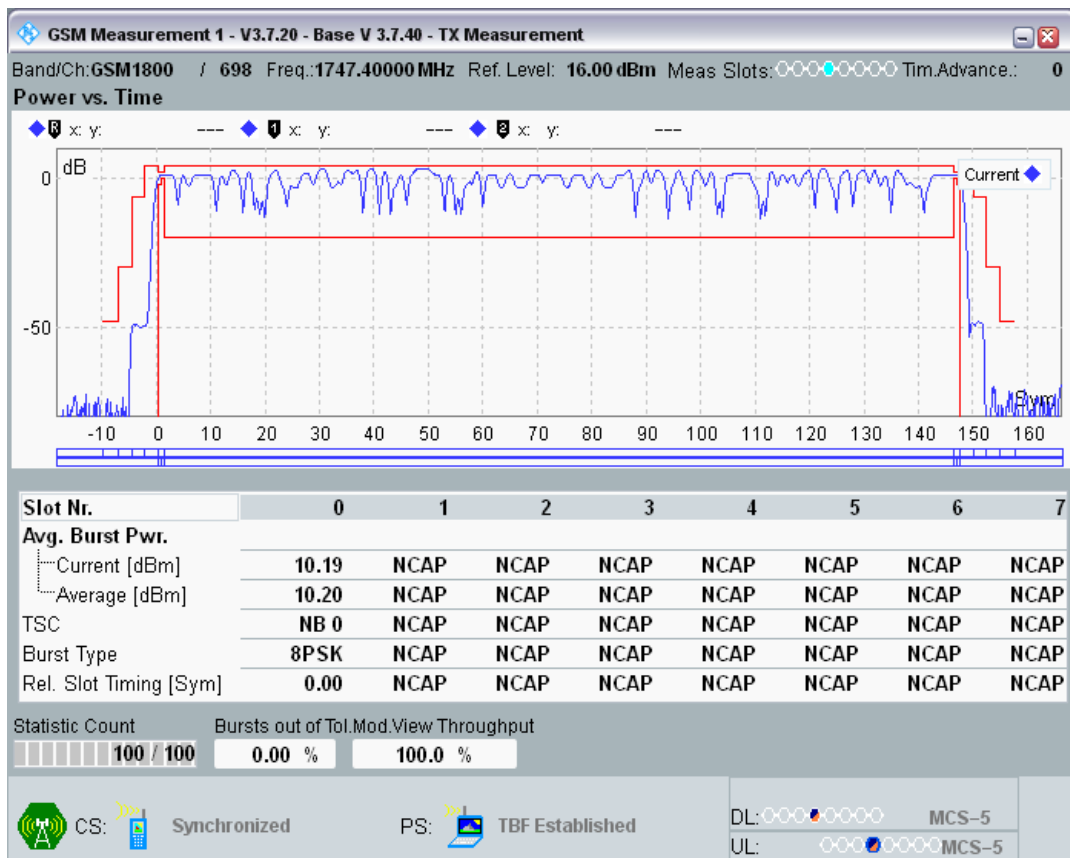 GSM Measurement 1 - V3.7.20 - Base V 3.7.40 - TX Measurement
Band/Ch:GSM1800 / 698 Freq.:1747.40000 MHz Ref. Level: 16.00 dBm Meas Slots: Tim.Advance.: 0
Power vs. Time
R x: y: --- 1 x: y: --- 2 x: y: ---
dB
Current
0
-50
Sym
-10 0 10 20 30 40 50 60 70 80 90 100 110 120 130 140 150 160
Slot Nr. 0 1 2 3 4 5 6 7
Avg. Burst Pwr.
Current [dBm] 10.19 NCAP NCAP NCAP NCAP NCAP NCAP NCAP
Average [dBm] 10.20 NCAP NCAP NCAP NCAP NCAP NCAP NCAP
TSC NB 0 NCAP NCAP NCAP NCAP NCAP NCAP NCAP
Burst Type 8PSK NCAP NCAP NCAP NCAP NCAP NCAP NCAP
Rel. Slot Timing [Sym] 0.00 NCAP NCAP NCAP NCAP NCAP NCAP NCAP
Statistic Count Bursts out of Tol.Mod.View Throughput
100 / 100 0.00 % 100.0 %
CS: Synchronized PS: TBF Established
DL: MCS-5
UL: MCS-5